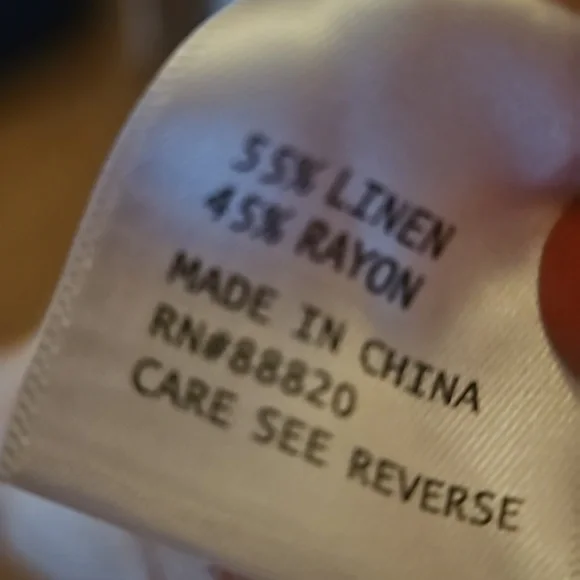 55% LINEN
45% RAYON
MADE IN CHINA
RN#88820
CARE SEE REVERSE